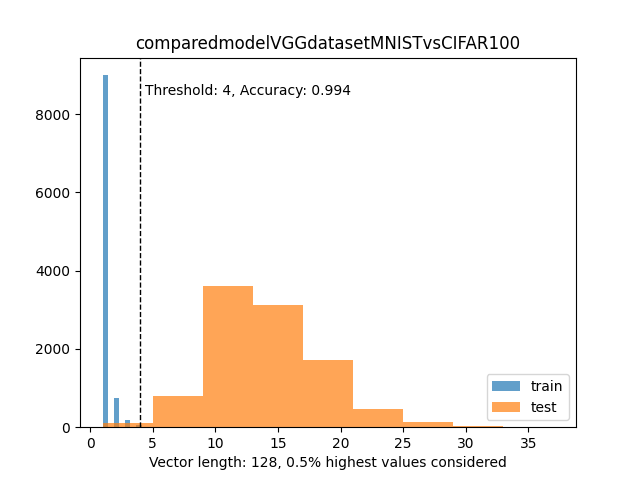 comparedmodelVGGdatasetMNISTvsCIFAR100
Threshold: 4, Accuracy: 0.994
8000
6000
4000
2000
0
train
test
0 5 10 15 20 25 30 35
Vector length: 128, 0.5% highest values considered